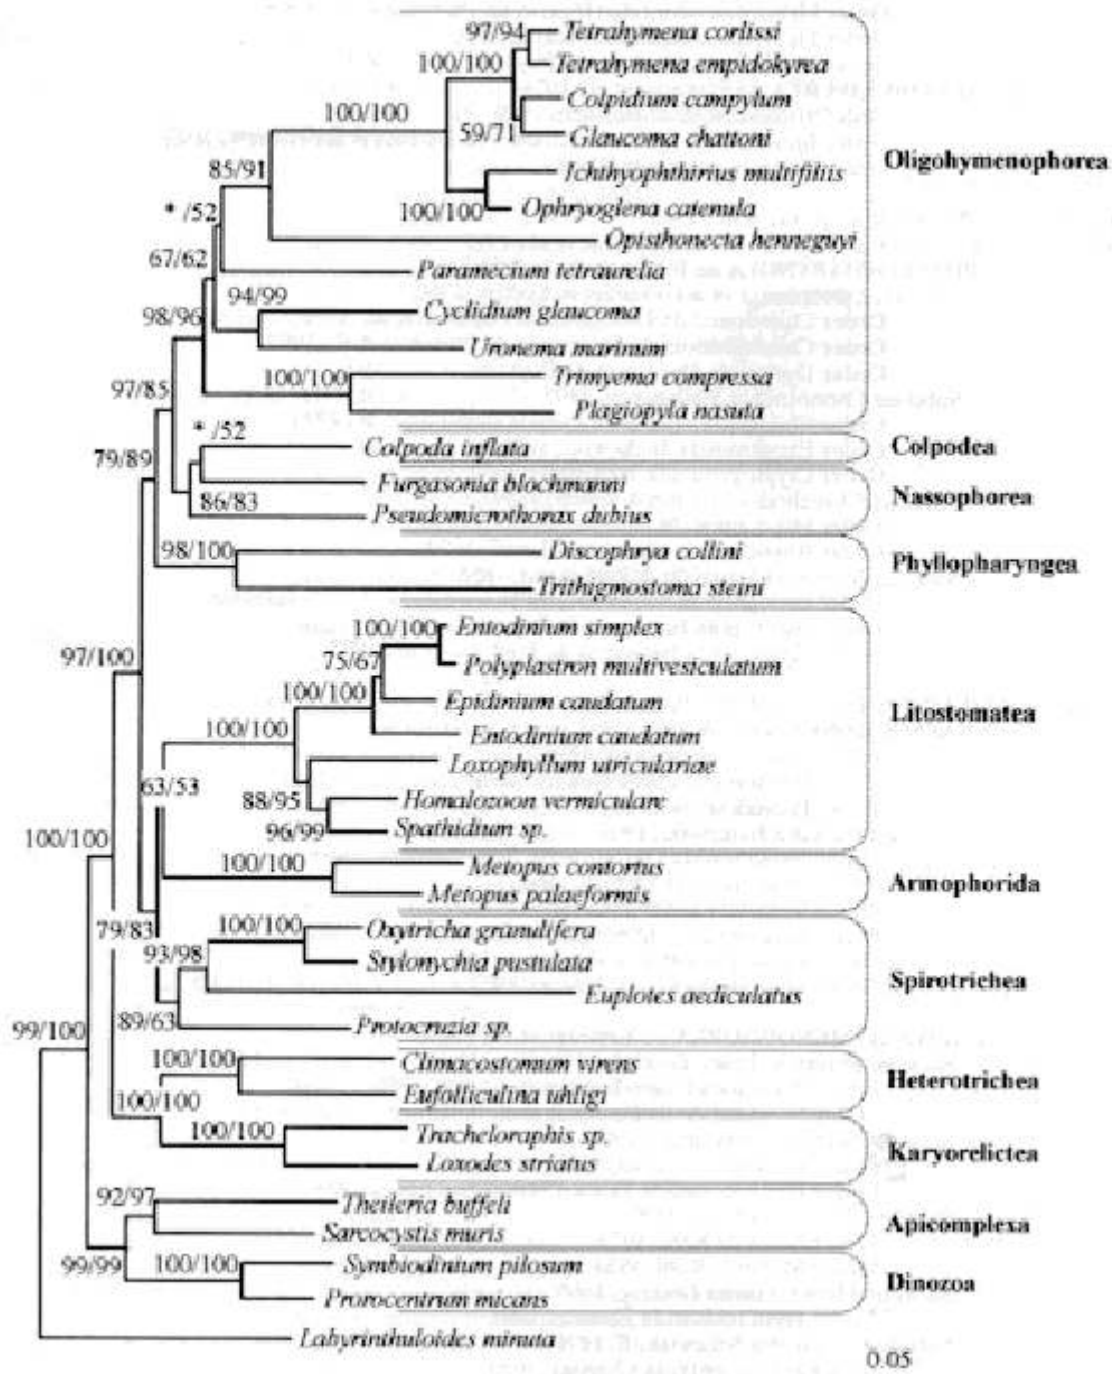 97/94
Tetrahymena corlissi
100/100
Tetrahymena empidokyrea
100/100
Colpidium campylum
59/71
Glaucoma chattoni
Oligohymenophorea
85/91
Ichthyophthirius multifiliis
* /52
100/100
Ophryoglena catenula
Opisthonecta henneguyi
67/62
Paramecium tetraurelia
94/99
98/96
Cyclidium glaucoma
Uronema marinum
97/85
100/100
Trimyema compressa
Plagiopyla nasuta
* /52
Colpoda inflata
Colpodea
79/89
Furgasonia blochmanni
86/83
Nassophorea
Pseudomicrothorax dubius
98/100
Discophrya collini
Phyllopharyngea
Trithigmostoma steini
100/100
Entodinium simplex
97/100
75/67
Polyplastron multivesiculatum
100/100
Epidinium caudatum
Litostomatea
100/100
Entodinium caudatum
Loxophyllum utriculariae
63/53
88/95
Homalozoon vermiculare
96/99
Spathidium sp.
100/100
100/100
Metopus contortus
Armophorida
Metopus palaeformis
79/83
100/100
Oxytricha granulifera
93/98
Stylonychia pustulata
Spirotrichea
Euplotes aediculatus
99/100
89/63
Protocruzia sp.
100/100
Climacostomum virens
Heterotrichea
100/100
Eufolliculina uhligi
100/100
Tracheloraphis sp.
Karyorelictea
Loxodes striatus
92/97
Theileria buffeli
Apicomplexa
Sarcocystis muris
99/99
100/100
Symbiodinium pilosum
Dinozoa
Prorocentrum micans
Labyrinthuloides minuta
0.05